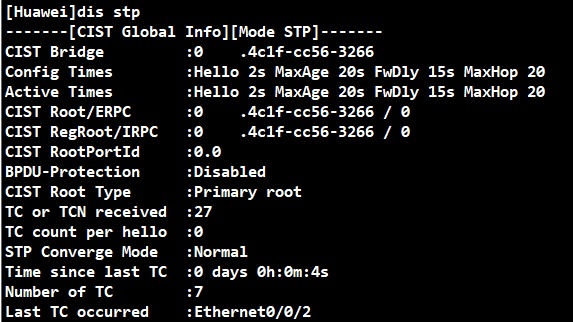 [Huawei]dis stp
-------[CIST Global Info][Mode STP]-------
CIST Bridge         :0    .4c1f-cc56-3266
Config Times        :Hello 2s MaxAge 20s FwDly 15s MaxHop 20
Active Times        :Hello 2s MaxAge 20s FwDly 15s MaxHop 20
CIST Root/ERPC      :0    .4c1f-cc56-3266 / 0
CIST RegRoot/IRPC   :0    .4c1f-cc56-3266 / 0
CIST RootPortId     :0.0
BPDU-Protection     :Disabled
CIST Root Type      :Primary root
TC or TCN received  :27
TC count per hello  :0
STP Converge Mode   :Normal
Time since last TC  :0 days 0h:0m:4s
Number of TC        :7
Last TC occurred    :Ethernet0/0/2